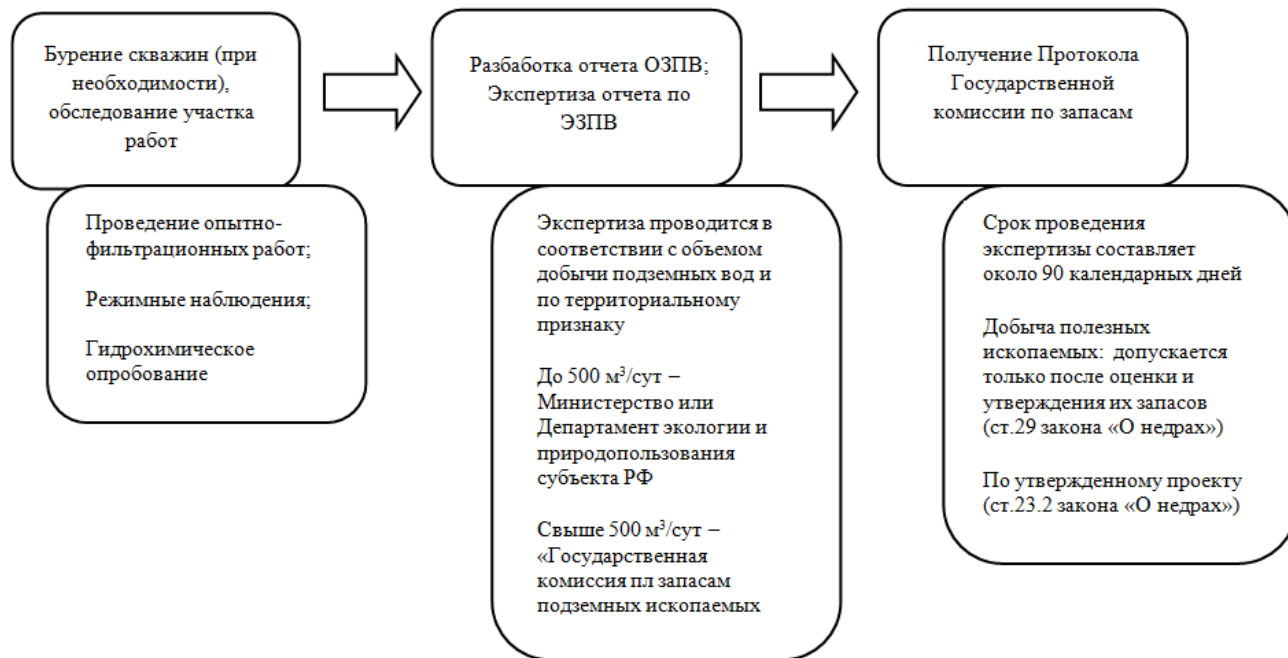 Бурение скважин (при
необходимости),
обследование участка
работ
Проведение опытно-
фильтрационных работ;
Режимные наблюдения;
Гидрохимическое
опробование
Разбаботка отчета ОЗПВ;
Экспертиза отчета по
ЭЗПВ
Экспертиза проводится в
соответствии с объемом
добычи подземных вод и
по территориальному
признаку
До 500 м³/сут –
Министерство или
Департамент экологии и
природопользования
субъекта РФ
Свыше 500 м³/сут –
«Государственная
комиссия пл запасам
подземных ископаемых
Получение Протокола
Государственной
комиссии по запасам
Срок проведения
экспертизы составляет
около 90 календарных дней
Добыча полезных
ископаемых: допускается
только после оценки и
утверждения их запасов
(ст.29 закона «О недрах»)
По утвержденному проекту
(ст.23.2 закона «О недрах»)